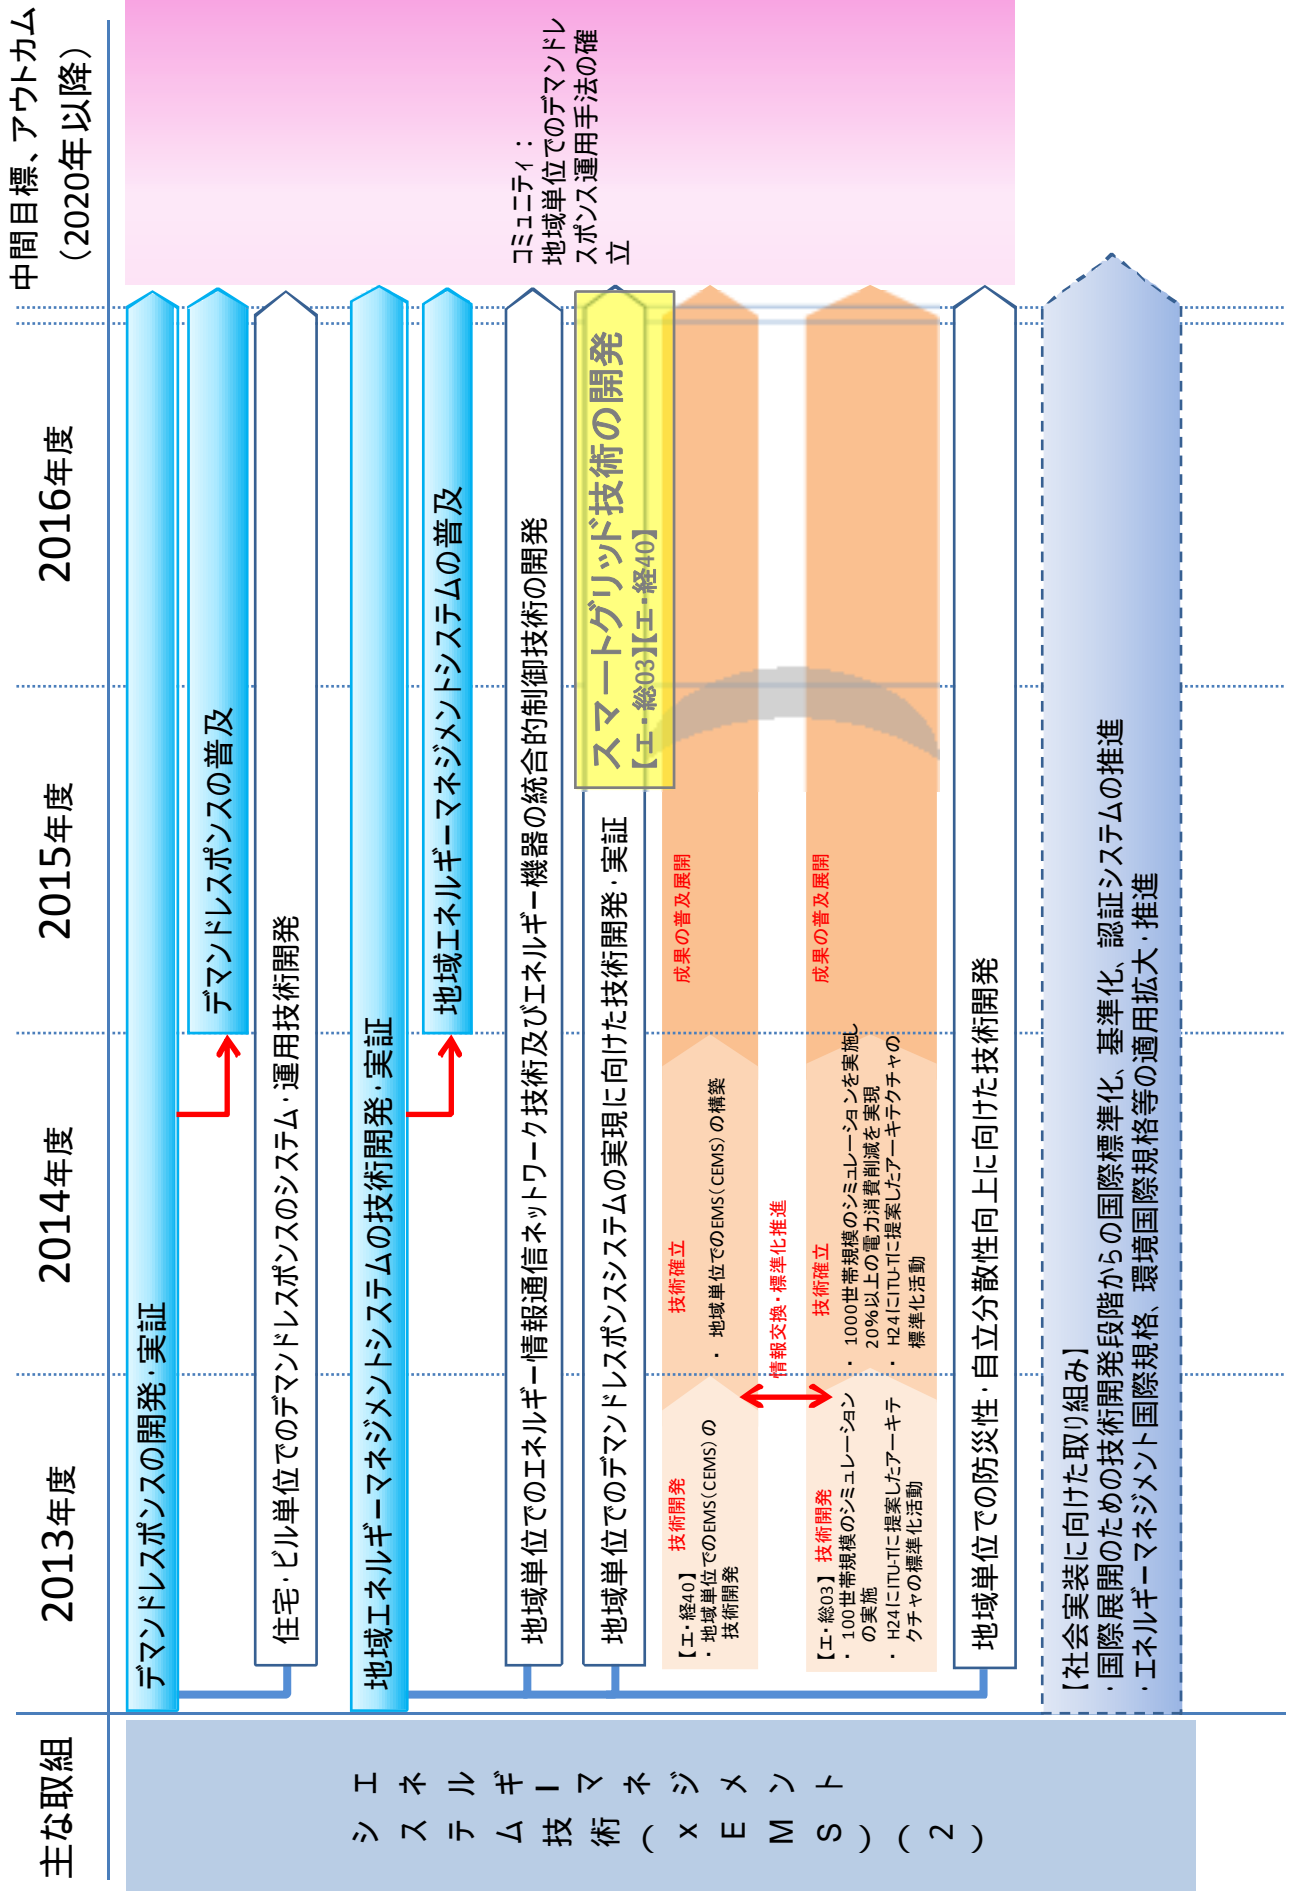 主な取組
2013年度
2014年度
2015年度
2016年度
中間目標、アウトカム
（2020年以降）
エネルギーマネジメント
システム技術(xEMS)(2)
デマンドレスポンスの開発・実証
デマンドレスポンスの普及
住宅・ビル単位でのデマンドレスポンスのシステム・運用技術開発
地域エネルギーマネジメントシステムの技術開発・実証
地域エネルギーマネジメントシステムの普及
地域単位でのエネルギー情報通信ネットワーク技術及びエネルギー機器の統合的制御技術の開発
地域単位でのデマンドレスポンスシステムの実現に向けた技術開発・実証
スマートグリッド技術の開発
【エ・総03】【エ・経40】
コミュニティ：
地域単位でのデマンドレ
スポンス運用手法の確
立
技術開発
【エ・経40】
・地域単位でのEMS（CEMS）の
技術開発
技術確立
・地域単位でのEMS（CEMS）の構築
成果の普及展開
情報交換・標準化推進
【エ・総03】技術開発
・100世帯規模のシミュレーション
の実施
・H24にITU-Tに提案したアーキテ
クチャの標準化活動
技術確立
・1000世帯規模のシミュレーションを実施し
20%以上の電力消費削減を実現
・H24にITU-Tに提案したアーキテクチャの
標準化活動
成果の普及展開
地域単位での防災性・自立分散性向上に向けた技術開発
【社会実装に向けた取り組み】
・国際展開のための技術開発段階からの国際標準化、基準化、認証システムの推進
・エネルギーマネジメント国際規格、環境国際規格等の適用拡大・推進